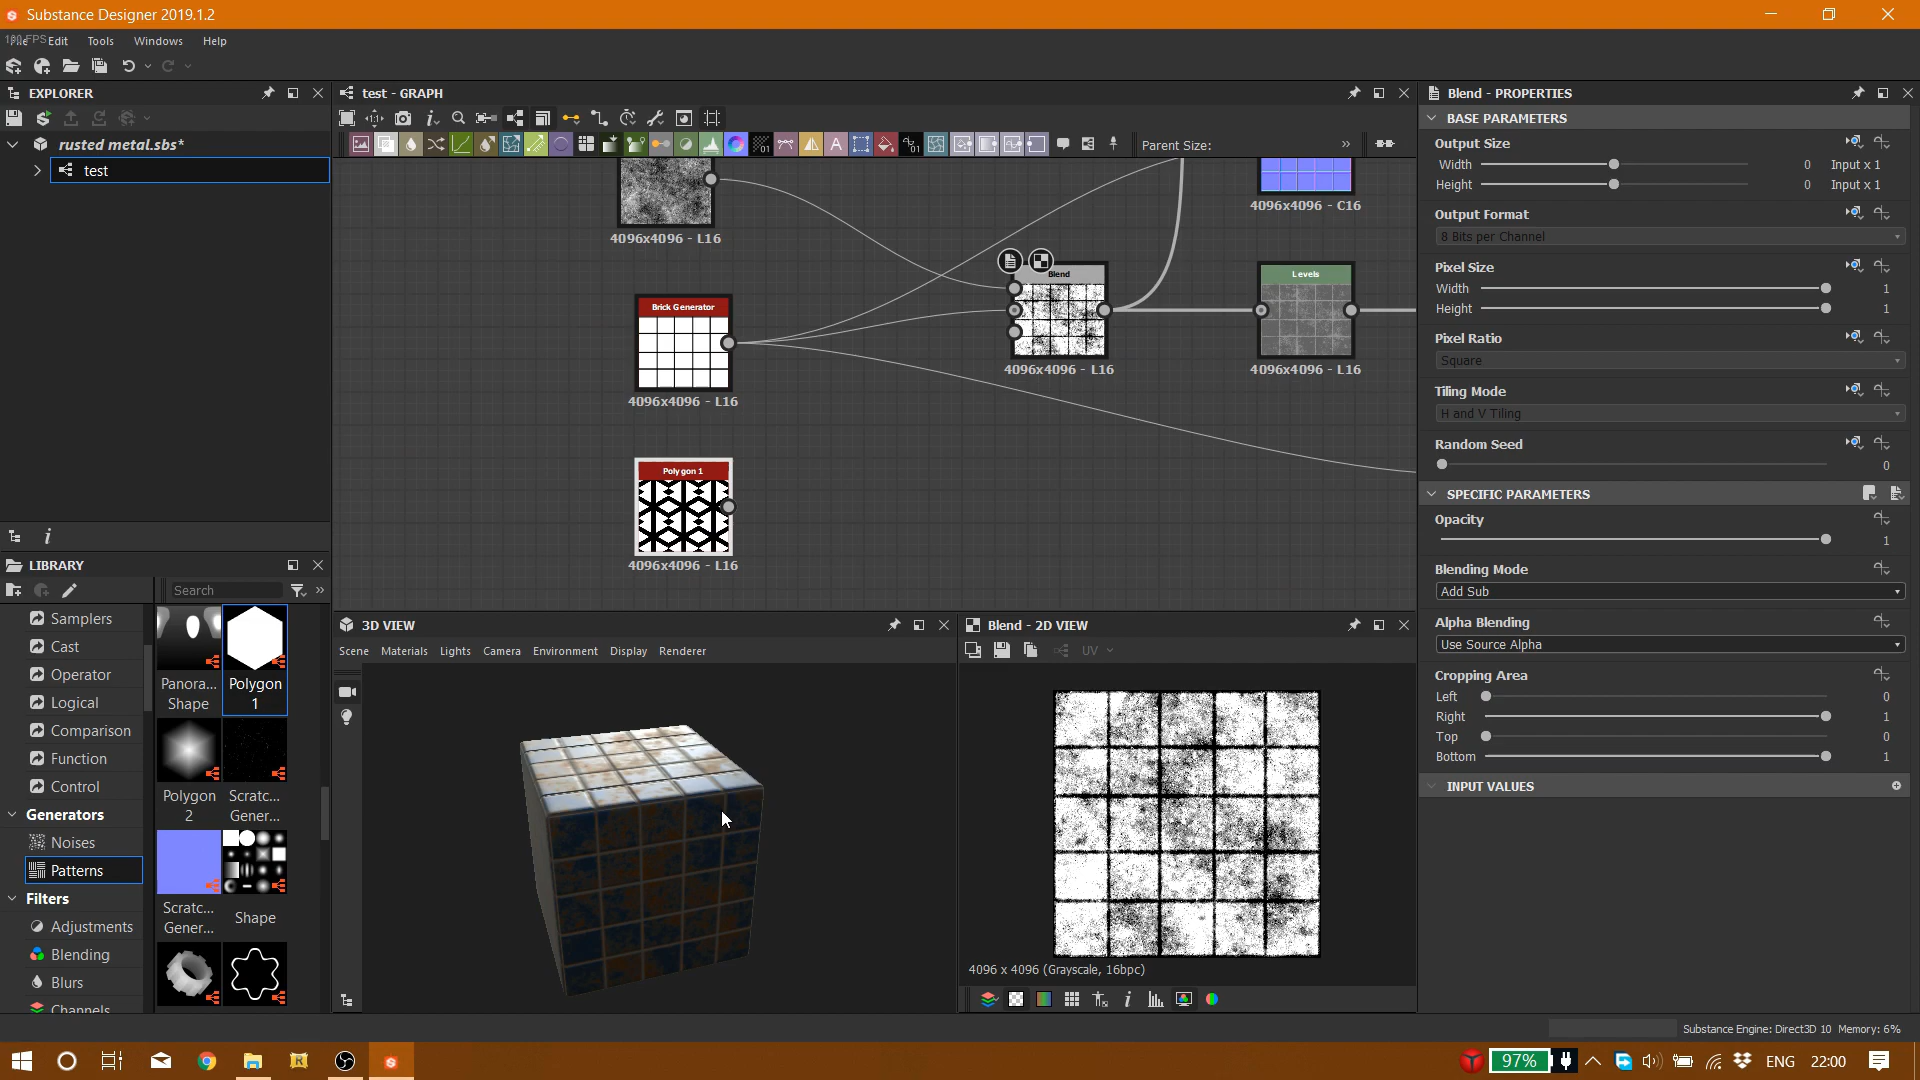 Substance Designer 2019.1.2
Edit Tools Windows Help
EXPLORER
rusted metal.sbs*
test
LIBRARY
Search
Samplers
Cast
Operator
Logical
Comparison
Function
Control
Generators
Noises
Patterns
Filters
Adjustments
Blending
Blurs
Channels
Panora... Shape
Polygon 1
Polygon 2
Scratc... Gener...
Scratc... Gener...
Shape
test - GRAPH
Parent Size:
4096x4096 - L16
Brick Generator
4096x4096 - L16
Polygon 1
4096x4096 - L16
Blend
4096x4096 - L16
4096x4096 - C16
Levels
4096x4096 - L16
3D VIEW
Scene Materials Lights Camera Environment Display Renderer
Blend - 2D VIEW
UV
4096 x 4096 (Grayscale, 16bpc)
Blend - PROPERTIES
BASE PARAMETERS
Output Size
Width 0 Input x 1
Height 0 Input x 1
Output Format
8 Bits per Channel
Pixel Size
Width 1
Height 1
Pixel Ratio
Square
Tiling Mode
H and V Tiling
Random Seed
0
SPECIFIC PARAMETERS
Opacity
1
Blending Mode
Add Sub
Alpha Blending
Use Source Alpha
Cropping Area
Left 0
Right 1
Top 0
Bottom 1
INPUT VALUES
Substance Engine: Direct3D 10 Memory: 6%
97%
ENG 22:00